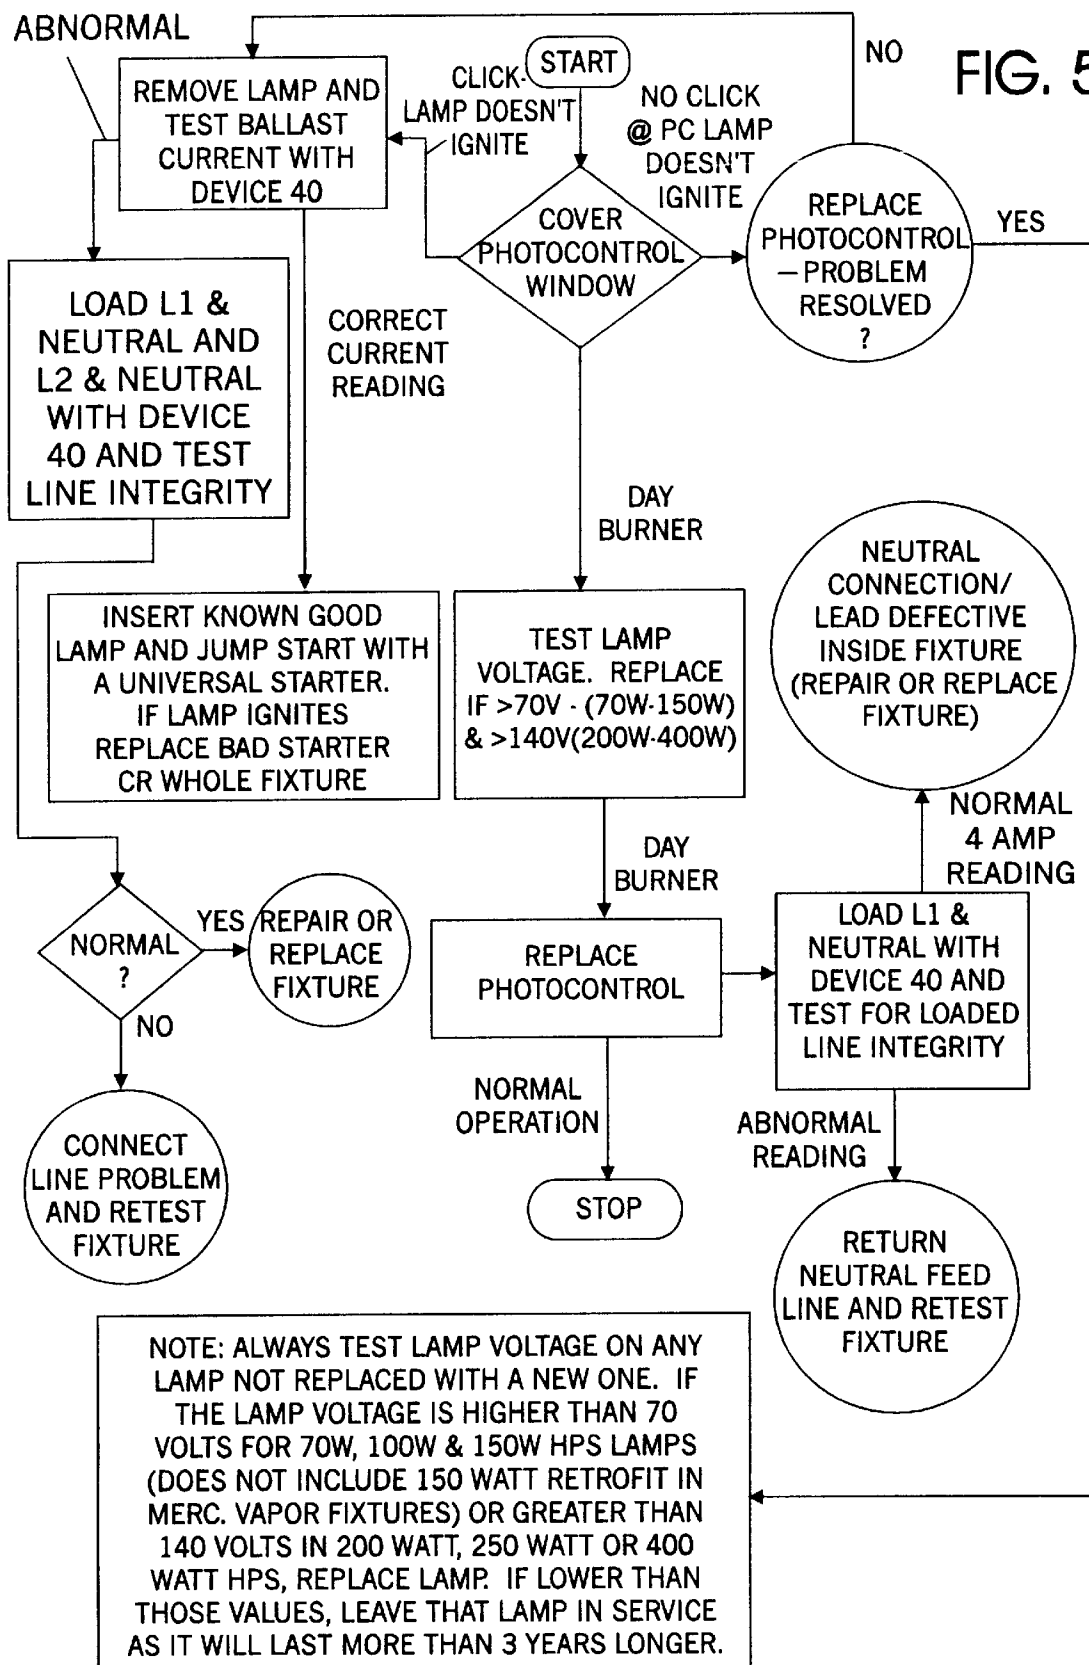 ABNORMAL
START
NO
FIG. 5
REMOVE LAMP AND
TEST BALLAST
CURRENT WITH
DEVICE 40
CLICK-
LAMP DOESN'T
IGNITE
NO CLICK
@ PC LAMP
DOESN'T
IGNITE
COVER
PHOTOCONTROL
WINDOW
REPLACE
PHOTOCONTROL
—PROBLEM
RESOLVED
?
YES
LOAD L1 &
NEUTRAL AND
L2 & NEUTRAL
WITH DEVICE
40 AND TEST
LINE INTEGRITY
CORRECT
CURRENT
READING
DAY
BURNER
NEUTRAL
CONNECTION/
LEAD DEFECTIVE
INSIDE FIXTURE
(REPAIR OR REPLACE
FIXTURE)
INSERT KNOWN GOOD
LAMP AND JUMP START WITH
A UNIVERSAL STARTER.
IF LAMP IGNITES
REPLACE BAD STARTER
CR WHOLE FIXTURE
TEST LAMP
VOLTAGE. REPLACE
IF >70V - (70W-150W)
& >140V(200W-400W)
NORMAL
4 AMP
READING
DAY
BURNER
NORMAL
?
YES
REPAIR OR
REPLACE
FIXTURE
NO
REPLACE
PHOTOCONTROL
LOAD L1 &
NEUTRAL WITH
DEVICE 40 AND
TEST FOR LOADED
LINE INTEGRITY
NORMAL
OPERATION
ABNORMAL
READING
CONNECT
LINE PROBLEM
AND RETEST
FIXTURE
STOP
RETURN
NEUTRAL FEED
LINE AND RETEST
FIXTURE
NOTE: ALWAYS TEST LAMP VOLTAGE ON ANY
LAMP NOT REPLACED WITH A NEW ONE. IF
THE LAMP VOLTAGE IS HIGHER THAN 70
VOLTS FOR 70W, 100W & 150W HPS LAMPS
(DOES NOT INCLUDE 150 WATT RETROFIT IN
MERC. VAPOR FIXTURES) OR GREATER THAN
140 VOLTS IN 200 WATT, 250 WATT OR 400
WATT HPS, REPLACE LAMP. IF LOWER THAN
THOSE VALUES, LEAVE THAT LAMP IN SERVICE
AS IT WILL LAST MORE THAN 3 YEARS LONGER.